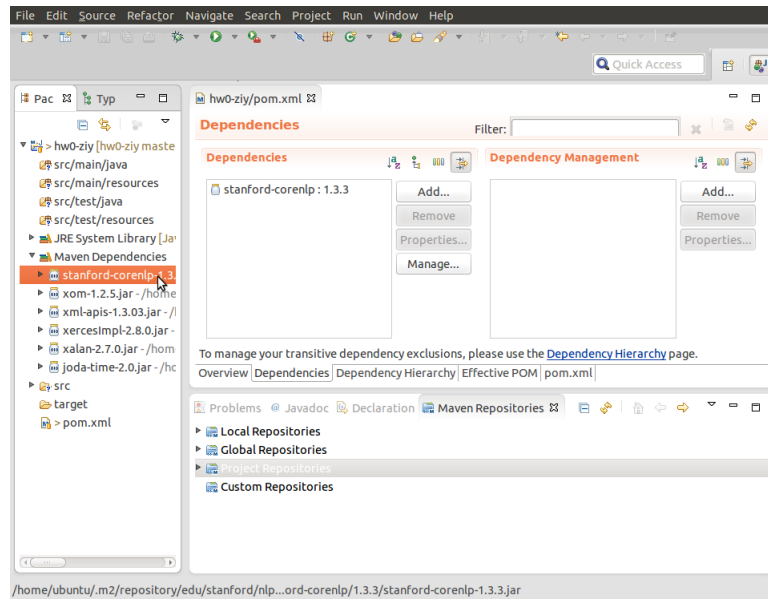 File Edit Source Refactor Navigate Search Project Run Window Help
Quick Access
Pac Typ
> hw0-ziy [hw0-ziy maste
src/main/java
src/main/resources
src/test/java
src/test/resources
JRE System Library [Ja
Maven Dependencies
stanford-corenlp-1.3.
xom-1.2.5.jar - /home
xml-apis-1.3.03.jar - /
xercesImpl-2.8.0.jar -
xalan-2.7.0.jar - /hom
joda-time-2.0.jar - /hc
src
target
> pom.xml
hw0-ziy/pom.xml
Dependencies
Filter:
Dependencies
stanford-corenlp : 1.3.3
Add...
Remove
Properties...
Manage...
Dependency Management
Add...
Remove
Properties...
To manage your transitive dependency exclusions, please use the Dependency Hierarchy page.
Overview Dependencies Dependency Hierarchy Effective POM pom.xml
Problems @ Javadoc Declaration Maven Repositories
Local Repositories
Global Repositories
Project Repositories
Custom Repositories
/home/ubuntu/.m2/repository/edu/stanford/nlp...ord-corenlp/1.3.3/stanford-corenlp-1.3.3.jar